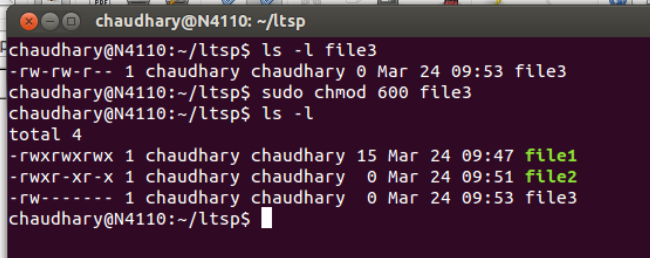 chaudhary@N4110: ~/ltsp
chaudhary@N4110:~/ltsp$ ls -l file3
-rw-rw-r-- 1 chaudhary chaudhary 0 Mar 24 09:53 file3
chaudhary@N4110:~/ltsp$ sudo chmod 600 file3
chaudhary@N4110:~/ltsp$ ls -l
total 4
-rwxrwxrwx 1 chaudhary chaudhary 15 Mar 24 09:47 file1
-rwxr-xr-x 1 chaudhary chaudhary  0 Mar 24 09:51 file2
-rw------- 1 chaudhary chaudhary  0 Mar 24 09:53 file3
chaudhary@N4110:~/ltsp$